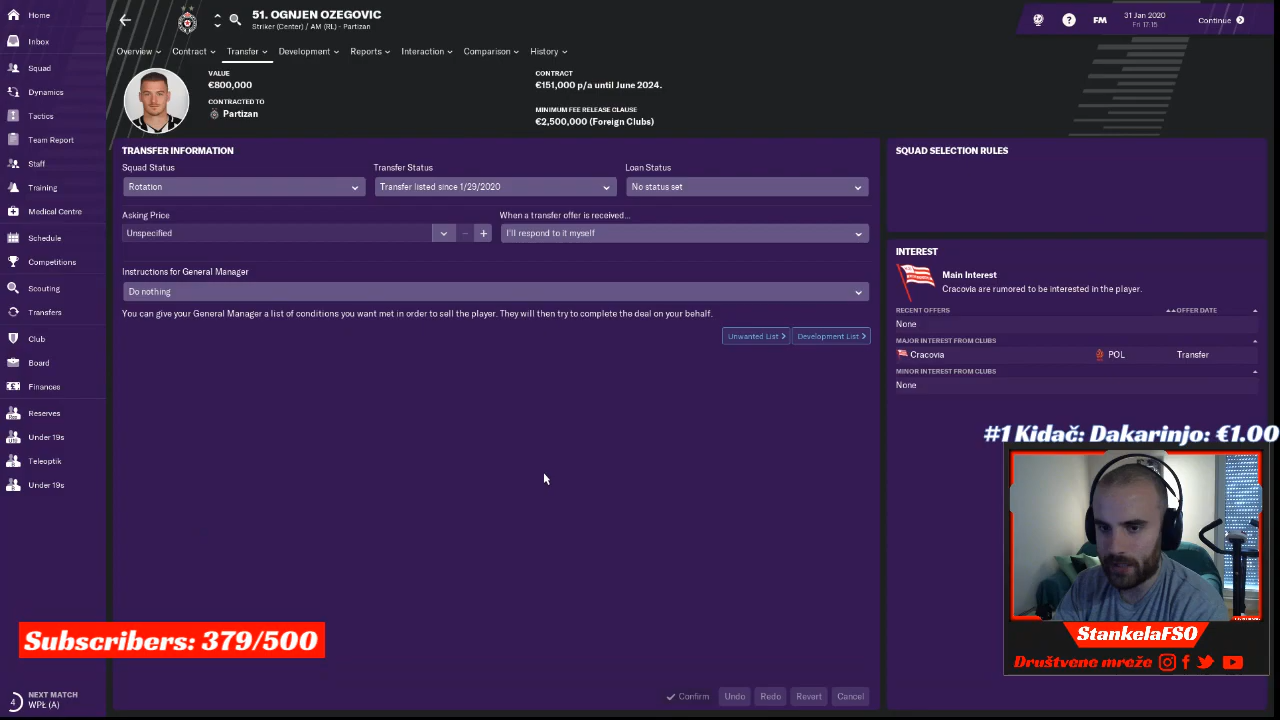 Home
Inbox
Squad
Dynamics
Tactics
Team Report
Staff
Training
Medical Centre
Schedule
Competitions
Scouting
Transfers
Club
Board
Finances
Reserves
Under 19s
Teleoptik
Under 19s
4
NEXT MATCH
WPŁ (A)
51. OGNJEN OZEGOVIC
Striker (Center) / AM (RL) - Partizan
? FM
31 Jan 2020
Fri 17:15
Continue
Overview Contract Transfer Development Reports Interaction Comparison History
VALUE
€800,000
CONTRACTED TO
Partizan
CONTRACT
€151,000 p/a until June 2024.
MINIMUM FEE RELEASE CLAUSE
€2,500,000 (Foreign Clubs)
TRANSFER INFORMATION
Squad Status Transfer Status Loan Status
Rotation Transfer listed since 1/29/2020 No status set
Asking Price When a transfer offer is received...
Unspecified − + I'll respond to it myself
Instructions for General Manager
Do nothing
You can give your General Manager a list of conditions you want met in order to sell the player. They will then try to complete the deal on your behalf.
Unwanted List Development List
Confirm Undo Redo Revert Cancel
SQUAD SELECTION RULES
INTEREST
Main Interest
Cracovia are rumored to be interested in the player.
RECENT OFFERS OFFER DATE
None
MAJOR INTEREST FROM CLUBS
Cracovia POL Transfer
MINOR INTEREST FROM CLUBS
None
#1 Kidač: Dakarinjo: €1.00
StankelaFSO
Društvene mreže
Subscribers: 379/500